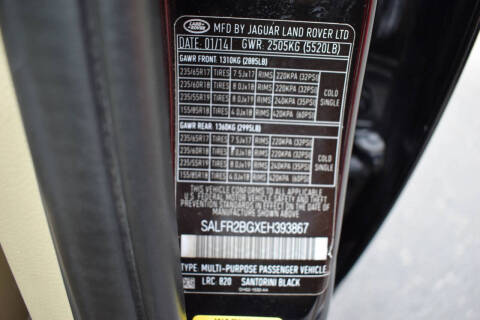 LAND ROVER
MFD BY JAGUAR LAND ROVER LTD
DATE: 01/14 GWR: 2505KG (5520LB)
GAWR FRONT: 1310KG (2885LB)
235/65R17 TIRES 7.5Jx17 RIMS 220KPA (32PSI)
235/60R18 TIRES 8.0Jx18 RIMS 220KPA (32PSI) COLD
235/55R19 TIRES 8.0Jx19 RIMS 240KPA (35PSI) SINGLE
155/85R18 TIRES 4.0Jx18 RIMS 420KPA (60PSI)
GAWR REAR: 1360KG (2995LB)
235/65R17 TIRES 7.5Jx17 RIMS 220KPA (32PSI)
235/60R18 TIRES 8.0Jx18 RIMS 220KPA (32PSI) COLD
235/55R19 TIRES 8.0Jx19 RIMS 240KPA (35PSI) SINGLE
155/85R18 TIRES 4.0Jx18 RIMS 420KPA (60PSI)
THIS VEHICLE CONFORMS TO ALL APPLICABLE
U.S. FEDERAL MOTOR VEHICLE SAFETY AND THEFT
PREVENTION STANDARDS IN EFFECT ON THE DATE
OF MANUFACTURE SHOWN ABOVE.
SALFR2BGXEH393867
TYPE: MULTI-PURPOSE PASSENGER VEHICLE
LRC 820 SANTORINI BLACK